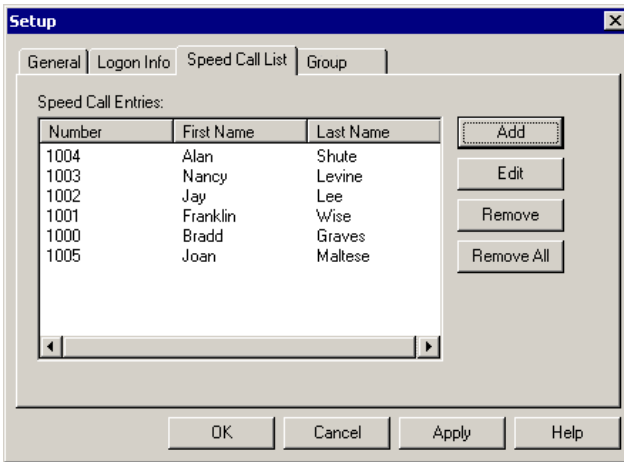 Setup
General Logon Info Speed Call List Group
Speed Call Entries:
Number First Name Last Name
1004 Alan Shute
1003 Nancy Levine
1002 Jay Lee
1001 Franklin Wise
1000 Bradd Graves
1005 Joan Maltese
Add
Edit
Remove
Remove All
OK Cancel Apply Help